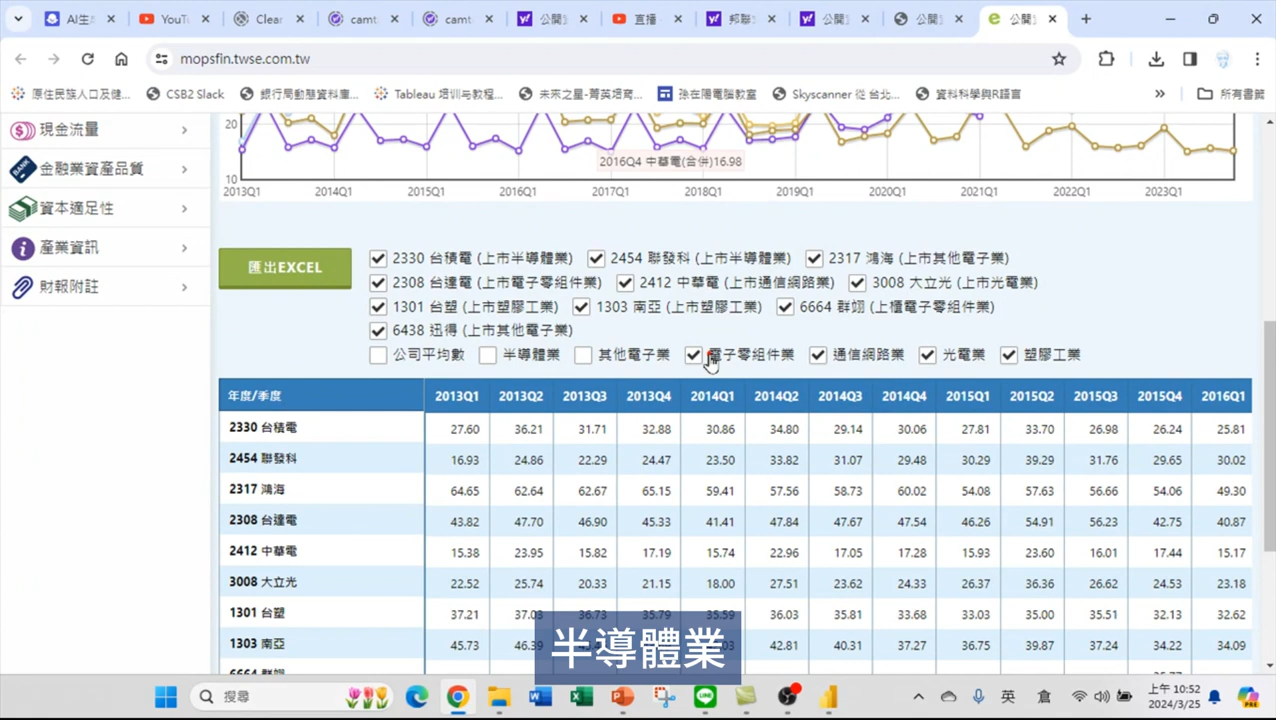 AI生 YouTu Clear camt camt 公開 直播 - 邦聯 公開 公開 公開
mopsfin.twse.com.tw
原住民族人口及健... CSB2 Slack 銀行局動態資料庫... Tableau 培训与教程... 未來之星-菁英培育... 孫在陽電腦教室 Skyscanner 從 台北... 資料科學與R語言 » 所有書籤
現金流量
金融業資產品質
資本適足性
產業資訊
財報附註
20
10
2016Q4 中華電(合併)16.98
2013Q1 2014Q1 2015Q1 2016Q1 2017Q1 2018Q1 2019Q1 2020Q1 2021Q1 2022Q1 2023Q1
匯出EXCEL
2330 台積電 (上市半導體業) 2454 聯發科 (上市半導體業) 2317 鴻海 (上市其他電子業)
2308 台達電 (上市電子零組件業) 2412 中華電 (上市通信網路業) 3008 大立光 (上市光電業)
1301 台塑 (上市塑膠工業) 1303 南亞 (上市塑膠工業) 6664 群翊 (上櫃電子零組件業)
6438 迅得 (上市其他電子業)
公司平均數 半導體業 其他電子業 電子零組件業 通信網路業 光電業 塑膠工業
年度/季度 2013Q1 2013Q2 2013Q3 2013Q4 2014Q1 2014Q2 2014Q3 2014Q4 2015Q1 2015Q2 2015Q3 2015Q4 2016Q1
2330 台積電 27.60 36.21 31.71 32.88 30.86 34.80 29.14 30.06 27.81 33.70 26.98 26.24 25.81
2454 聯發科 16.93 24.86 22.29 24.47 23.50 33.82 31.07 29.48 30.29 39.29 31.76 29.65 30.02
2317 鴻海 64.65 62.64 62.67 65.15 59.41 57.56 58.73 60.02 54.08 57.63 56.66 54.06 49.30
2308 台達電 43.82 47.70 46.90 45.33 41.41 47.84 47.67 47.54 46.26 54.91 56.23 42.75 40.87
2412 中華電 15.38 23.95 15.82 17.19 15.74 22.96 17.05 17.28 15.93 23.60 16.01 17.44 15.17
3008 大立光 22.52 25.74 20.33 21.15 18.00 27.51 23.62 24.33 26.37 36.36 26.62 24.53 23.18
1301 台塑 37.21 37.03 36.73 35.79 35.59 36.03 35.81 33.68 33.03 35.00 35.51 32.13 32.62
1303 南亞 45.73 42.81 40.31 37.27 36.75 39.87 37.24 34.22 34.09
半導體業
搜尋
英
倉
上午 10:52
2024/3/25